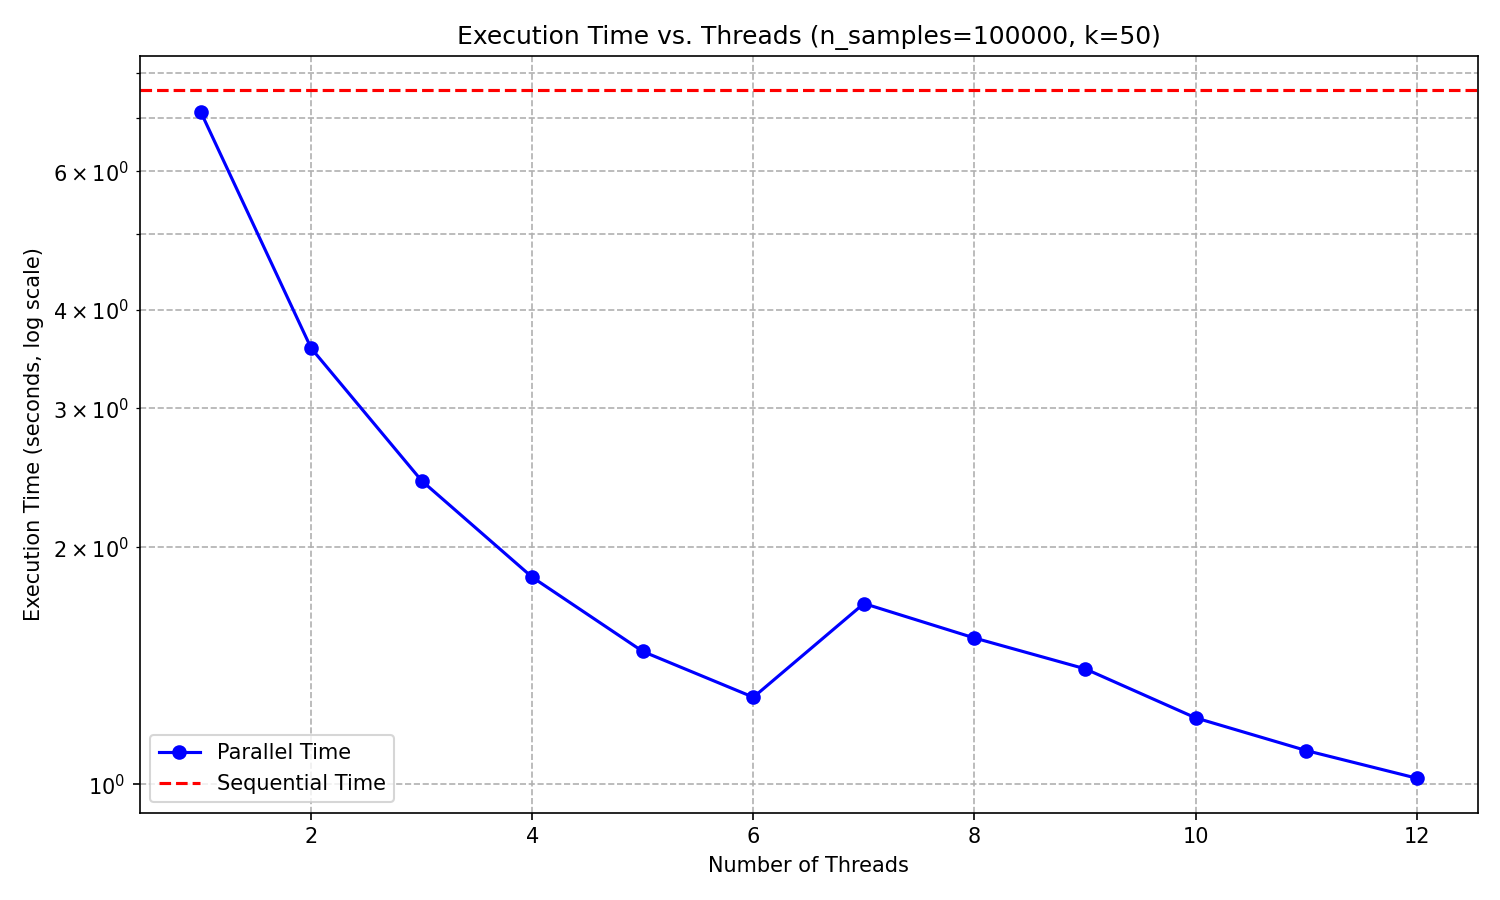 Execution Time vs. Threads (n_samples=100000, k=50)
Execution Time (seconds, log scale)
6 × 10⁰
4 × 10⁰
3 × 10⁰
2 × 10⁰
10⁰
Parallel Time
Sequential Time
2 4 6 8 10 12
Number of Threads